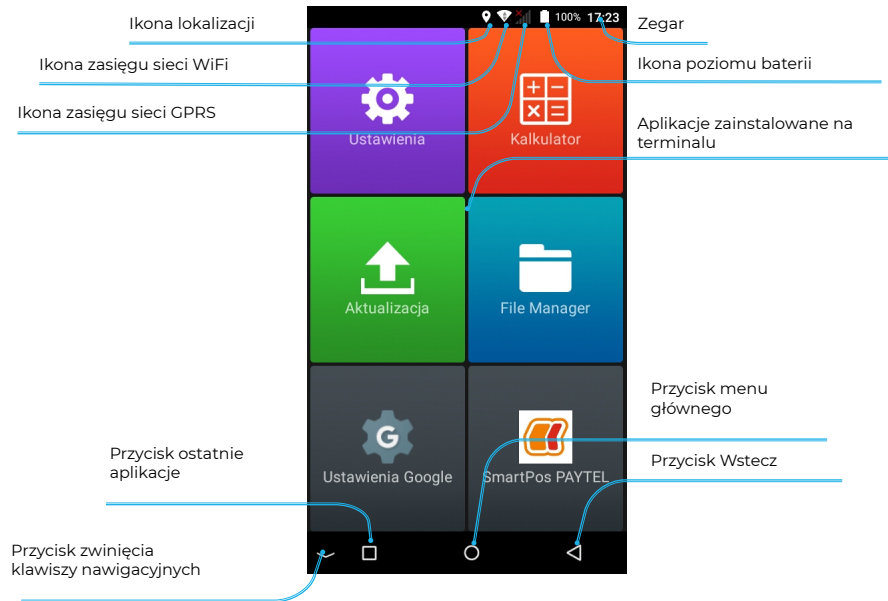 Ikona lokalizacji
100% 17:23
Zegar
Ikona zasięgu sieci WiFi
Ikona poziomu baterii
Ikona zasięgu sieci GPRS
Aplikacje zainstalowane na
terminalu
Ustawienia
Kalkulator
Aktualizacja
File Manager
Przycisk menu
głównego
Przycisk ostatnie
aplikacje
G
Ustawienia Google
SmartPos PAYTEL
Przycisk Wstecz
Przycisk zwinięcia
klawiszy nawigacyjnych